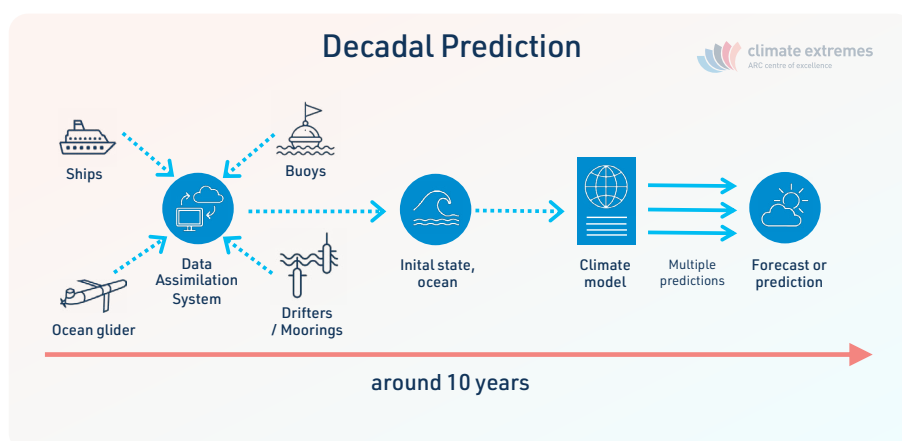 Decadal Prediction
climate extremes
ARC centre of excellence
Ships
Buoys
Data
Assimilation
System
Inital state,
ocean
Climate
model
Multiple
predictions
Forecast or
prediction
Ocean glider
Drifters
/ Moorings
around 10 years